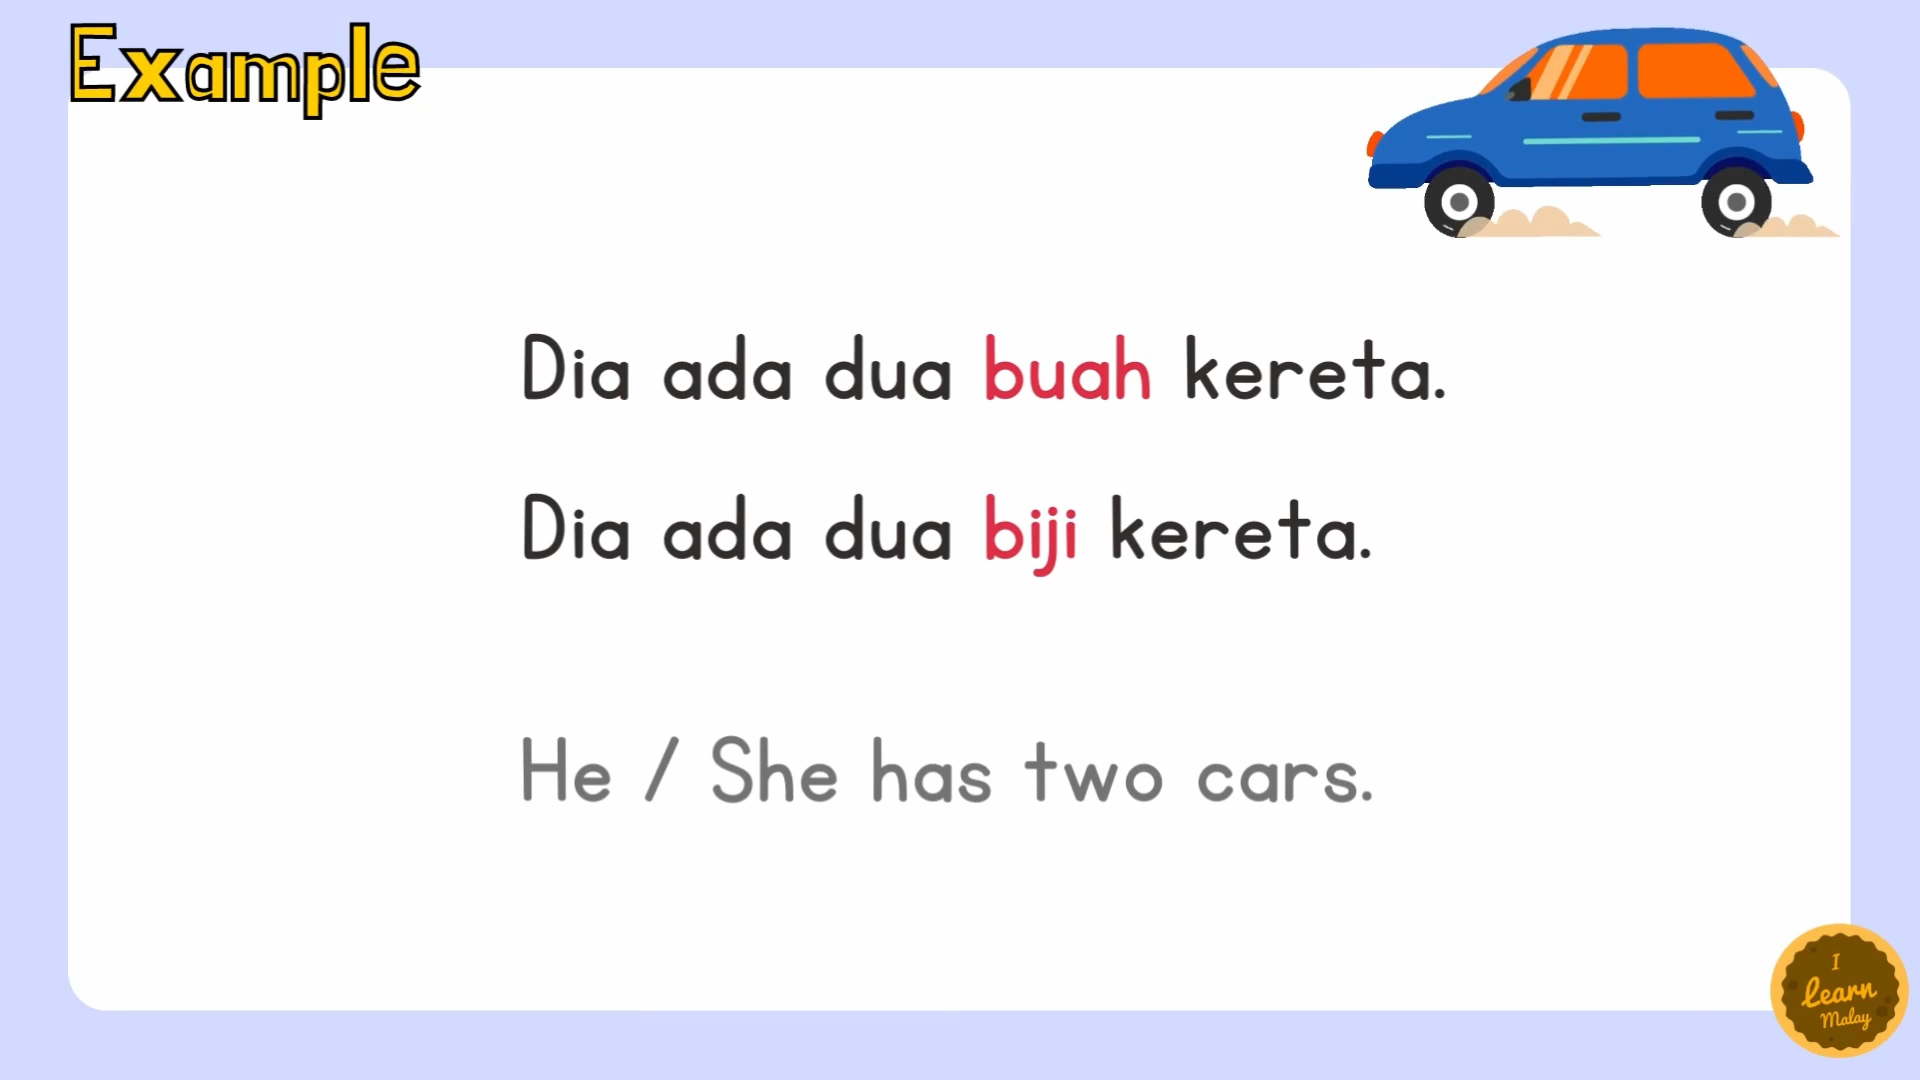 Example
Dia ada dua buah kereta.
Dia ada dua biji kereta.
He / She has two cars.
I
Learn
Malay